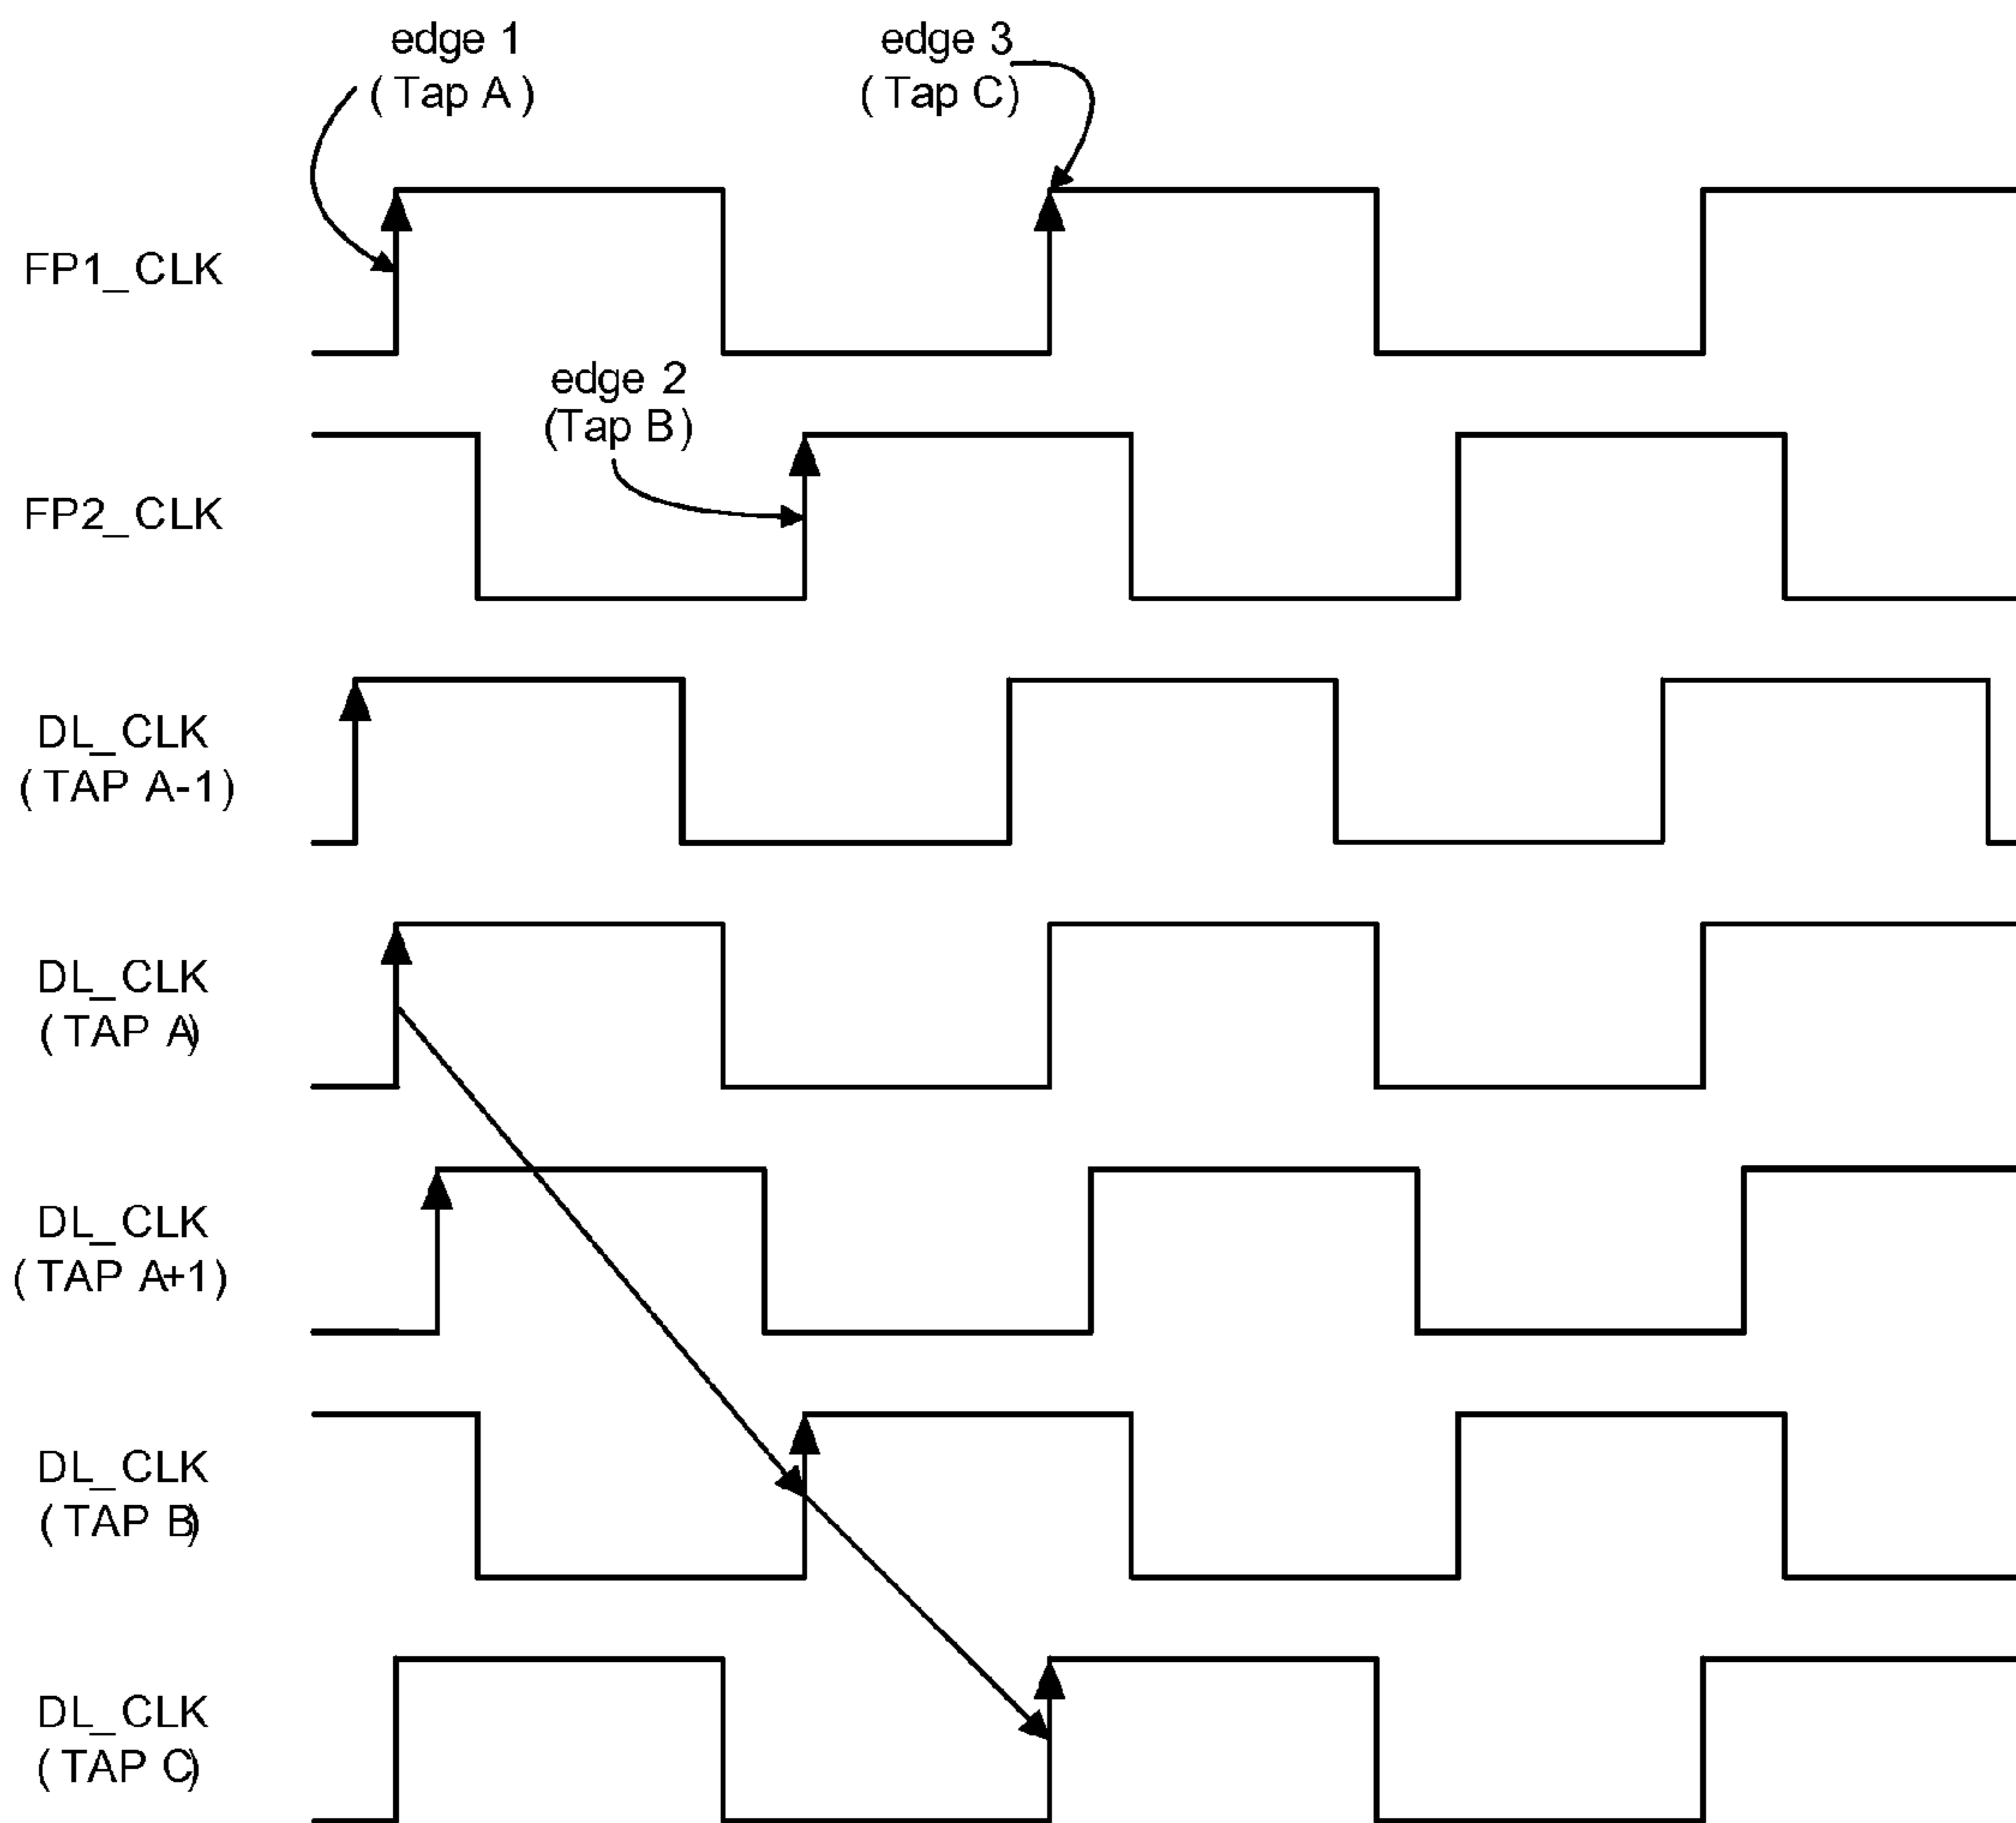 edge 1
( Tap A )
edge 3
( Tap C)
FP1_CLK
edge 2
(Tap B)
FP2_CLK
DL_CLK
( TAP A-1)
DL_CLK
( TAP A)
DL_CLK
( TAP A+1)
DL_CLK
( TAP B)
DL_CLK
( TAP C)